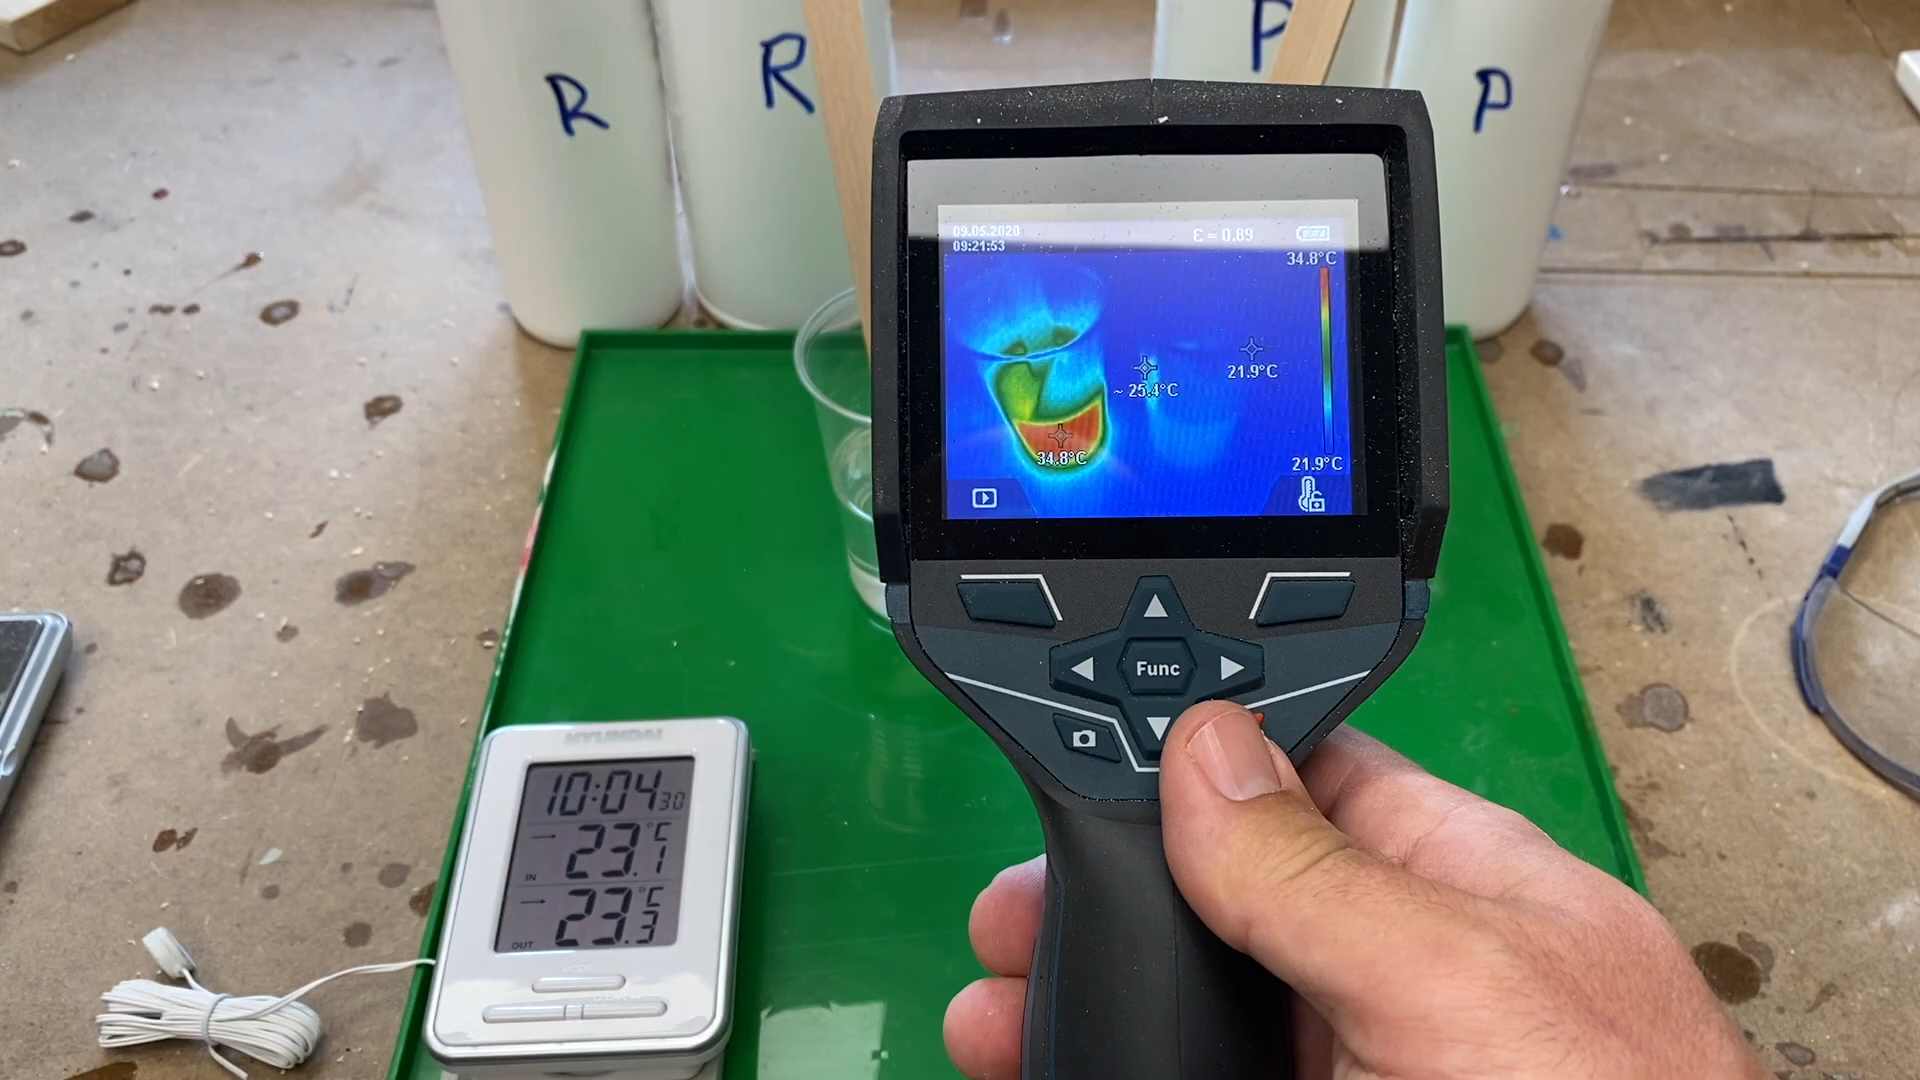 R
R
P
P
09.05.2020
09:21:53
ε = 0.89
34.8°C
~ 25.4°C
21.9°C
34.8°C
21.9°C
Func
HYUNDAI
10:04 30
23.1 °C
IN
23.3 °C
OUT
MODE